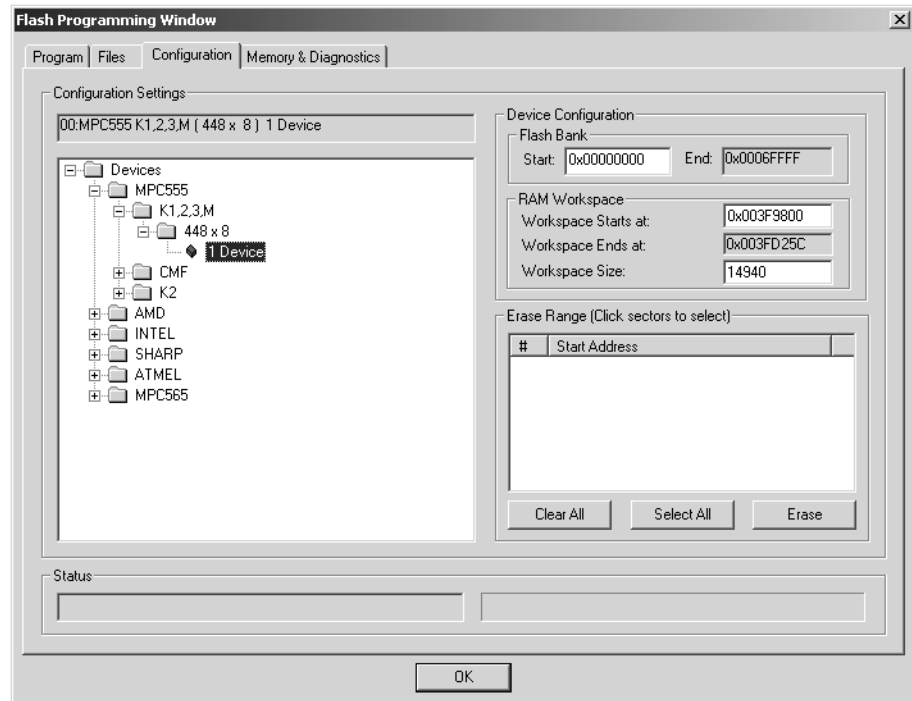 Flash Programming Window
Program Files Configuration Memory & Diagnostics
Configuration Settings
00:MPC555 K1,2,3,M ( 448 x 8 ) 1 Device
Devices
MPC555
K1,2,3,M
448 x 8
1 Device
CMF
K2
AMD
INTEL
SHARP
ATMEL
MPC565
Device Configuration
Flash Bank
Start: 0x00000000 End: 0x0006FFFF
RAM Workspace
Workspace Starts at: 0x003F9800
Workspace Ends at: 0x003FD25C
Workspace Size: 14940
Erase Range (Click sectors to select)
# Start Address
Clear All Select All Erase
Status
OK